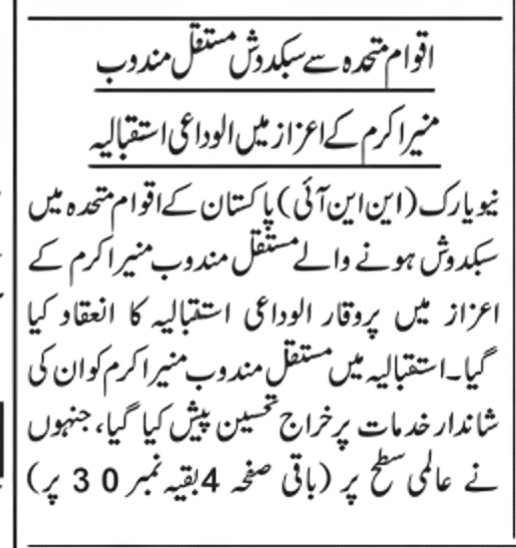 اقوام متحدہ سے سبکدوش مستقل مندوب
منیر اکرم کے اعزاز میں الوداعی استقبالیہ
نیویارک (این این آئی) پاکستان کے اقوام متحدہ میں
سبکدوش ہونے والے مستقل مندوب منیر اکرم کے
اعزاز میں پروقار الوداعی استقبالیہ کا انعقاد کیا
گیا۔ استقبالیہ میں مستقل مندوب منیر اکرم کو ان کی
شاندار خدمات پر خراج تحسین پیش کیا گیا، جنہوں
نے عالمی سطح پر (باقی صفحہ 4 بقیہ نمبر 30 پر)